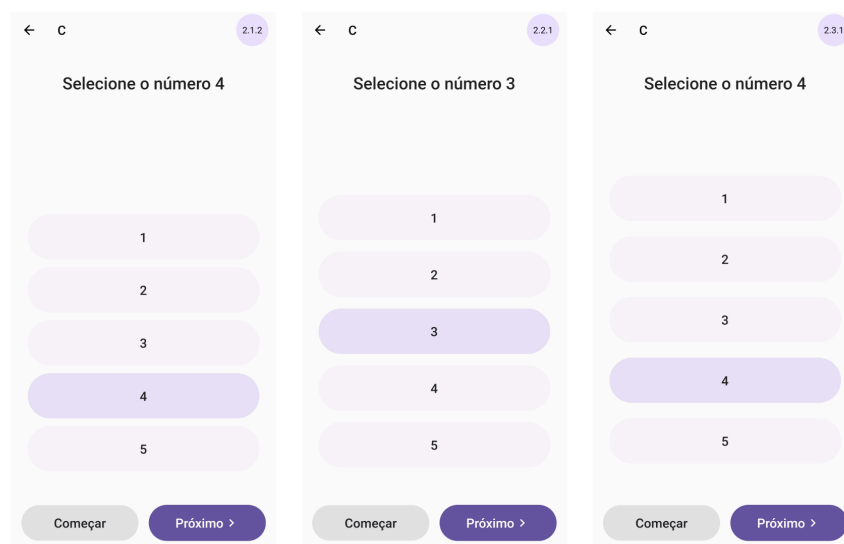 C
2.1.2
Selecione o número 4
1
2
3
4
5
Começar
Próximo >
C
2.2.1
Selecione o número 3
1
2
3
4
5
Começar
Próximo >
C
2.3.1
Selecione o número 4
1
2
3
4
5
Começar
Próximo >